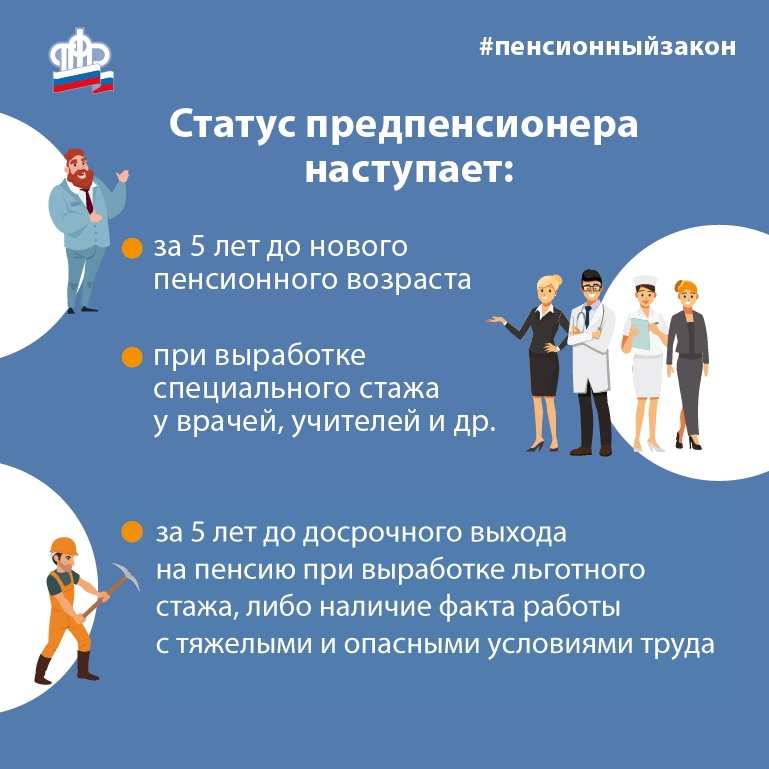 #пенсионныйзакон
Статус предпенсионера
наступает:
за 5 лет до нового
пенсионного возраста
при выработке
специального стажа
у врачей, учителей и др.
за 5 лет до досрочного выхода
на пенсию при выработке льготного
стажа, либо наличие факта работы
с тяжелыми и опасными условиями труда